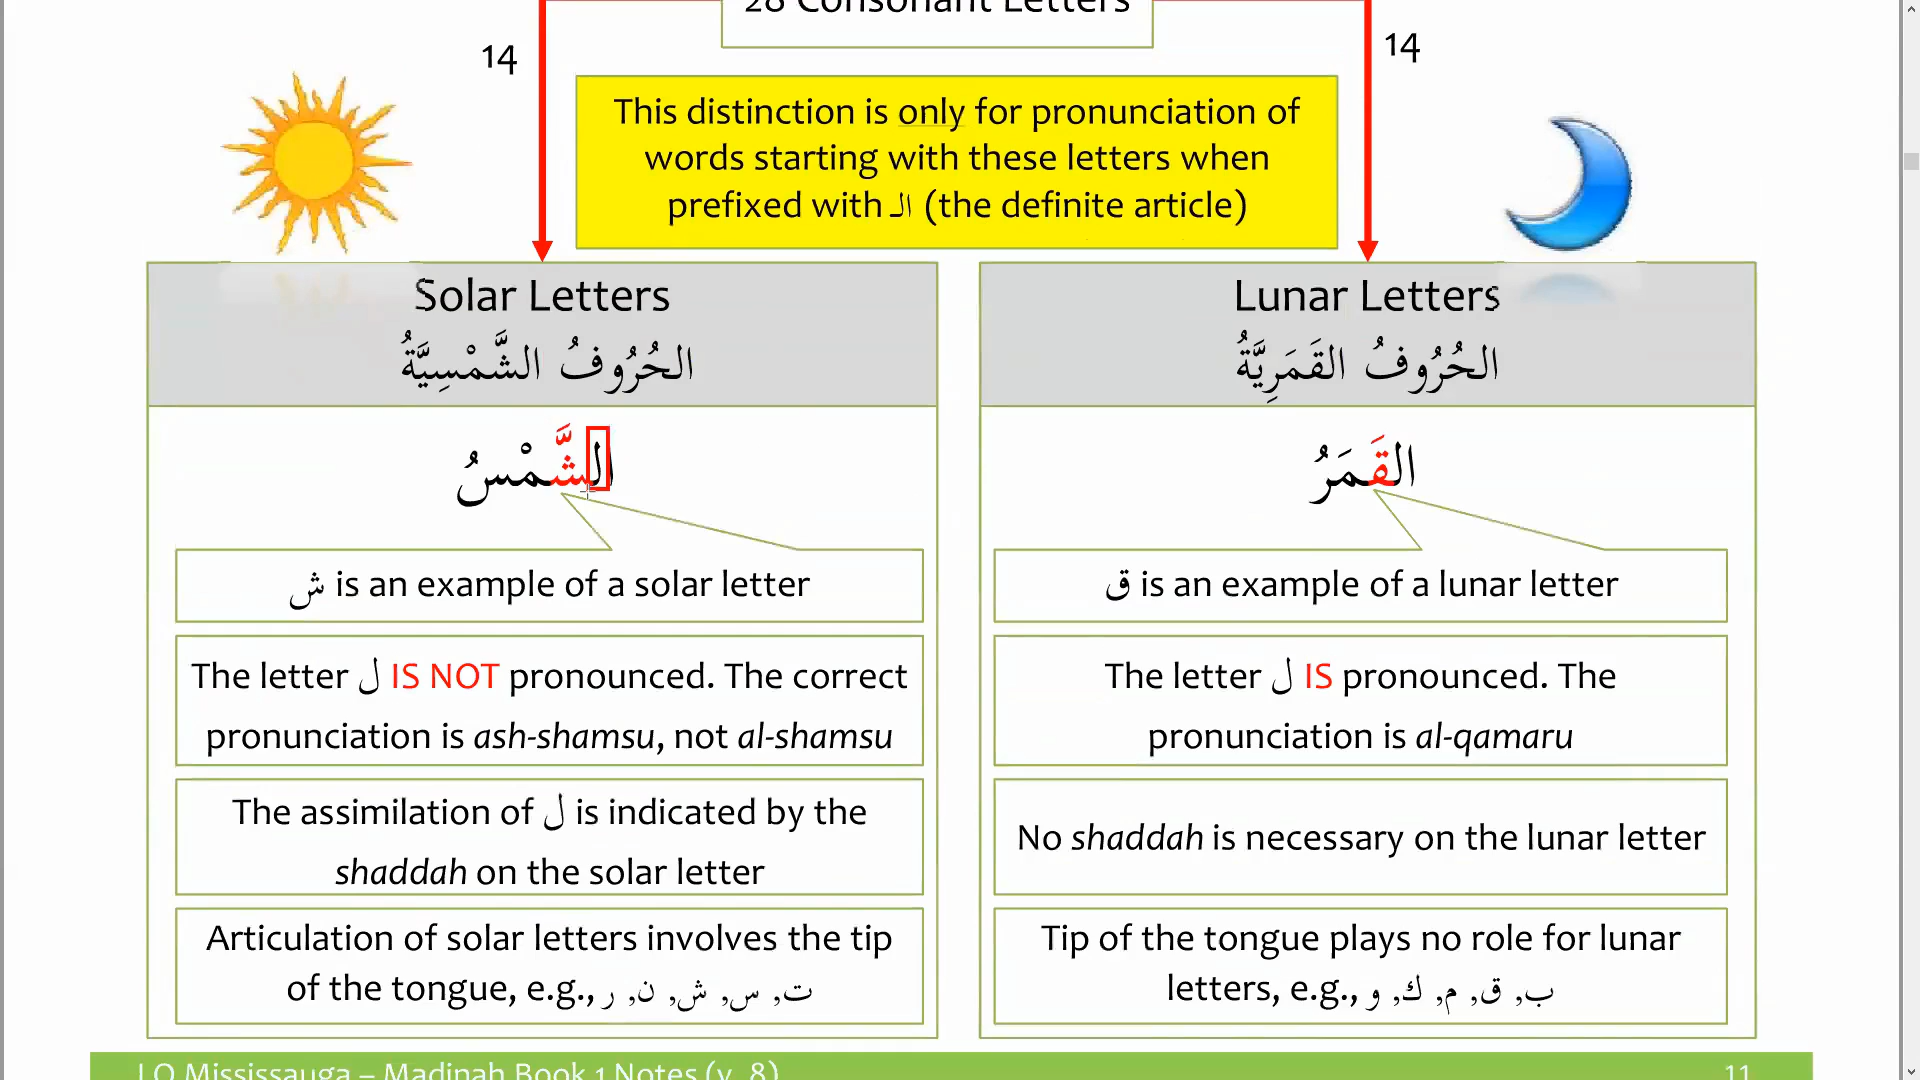 28 Consonant Letters
14
14
This distinction is only for pronunciation of
words starting with these letters when
prefixed with الـ (the definite article)
Solar Letters
الحُرُوفُ الشَّمْسِيَّةُ
الشَّمْسُ
ش is an example of a solar letter
The letter ل IS NOT pronounced. The correct
pronunciation is ash-shamsu, not al-shamsu
The assimilation of ل is indicated by the
shaddah on the solar letter
Articulation of solar letters involves the tip
of the tongue, e.g., ت, س, ش, ن, ر
Lunar Letters
الحُرُوفُ القَمَرِيَّةُ
القَمَرُ
ق is an example of a lunar letter
The letter ل IS pronounced. The
pronunciation is al-qamaru
No shaddah is necessary on the lunar letter
Tip of the tongue plays no role for lunar
letters, e.g., ب, ق, م, ك, و
LQ Mississauga – Madinah Book 1 Notes (v. 8)
11